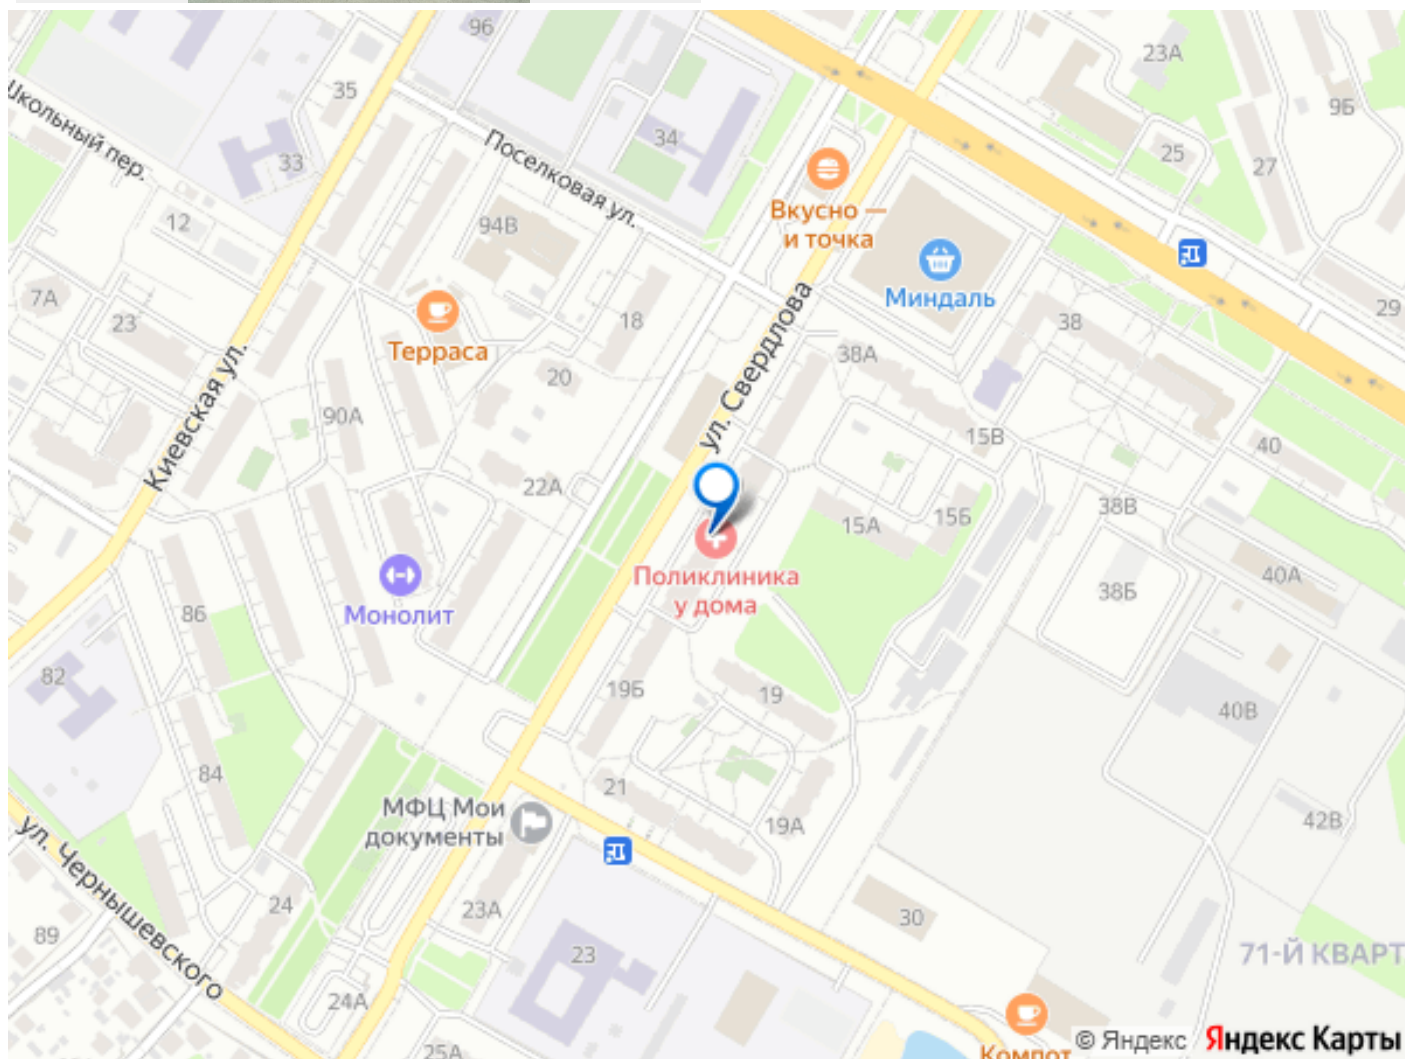 96
23А
35
9Б
Школьный пер.
34
33
Поселковая ул.
25
27
12
94В
Вкусно —
и точка
7А
Миндаль
23
18
38
29
Терраса
38А
20
ул. Свердлова
Киевская ул.
90А
15В
40
22А
38В
15А
15Б
Поликлиника
у дома
40А
38Б
Монолит
86
82
19Б
19
40В
84
21
МФЦ Мои
документы
19А
42В
ул. Чернышевского
24
23А
30
89
23
71-Й КВАРТ
24А
25А
Компот
© Яндекс
Яндекс Карты